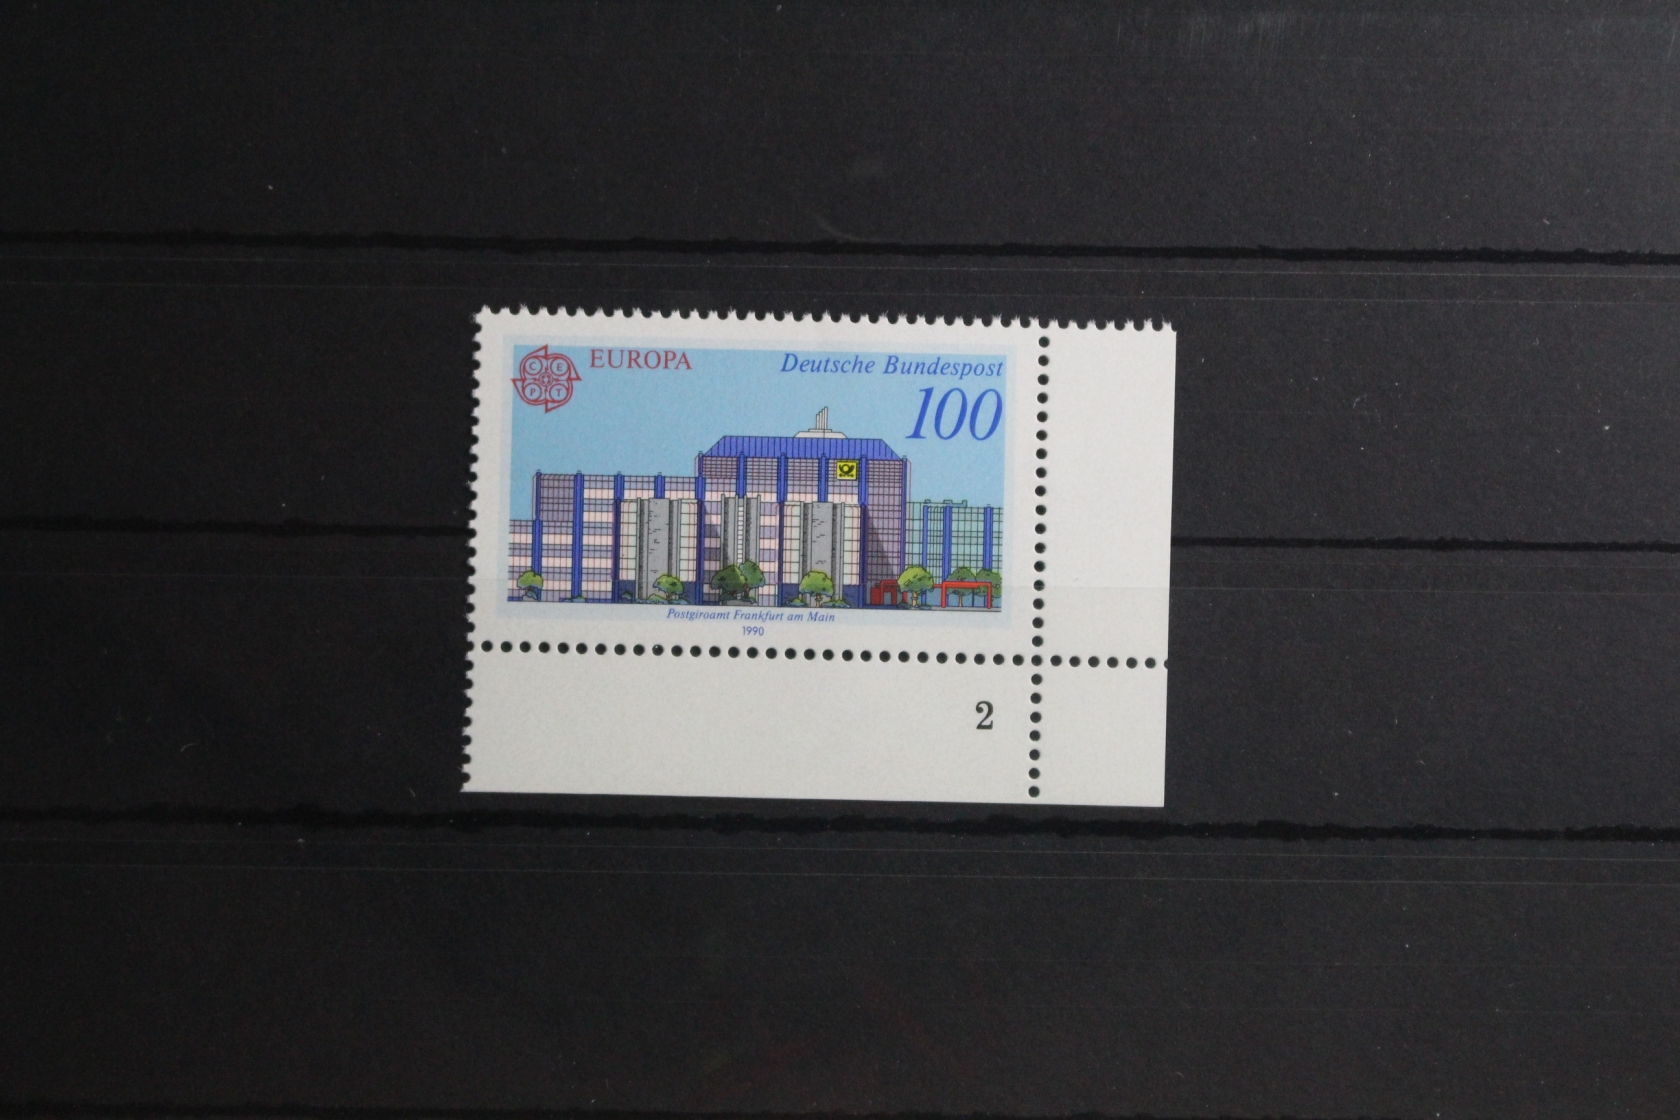 C E P T
EUROPA
Deutsche Bundespost
100
Postgiroamt Frankfurt am Main
1990
2